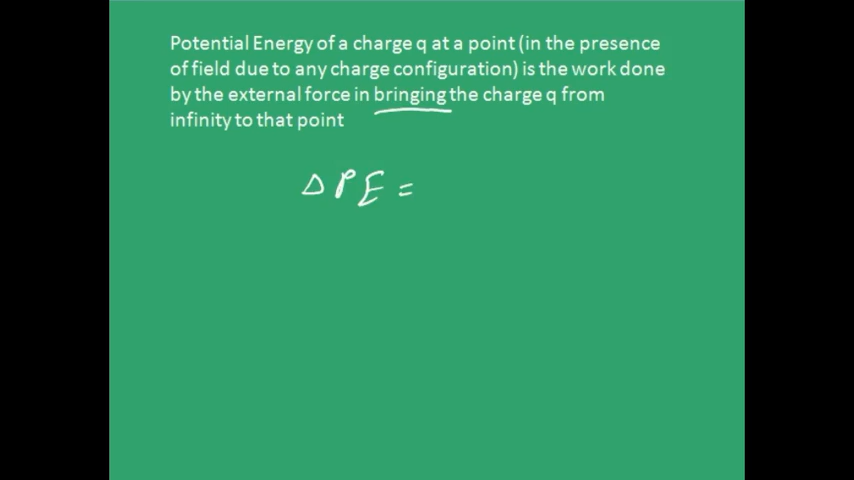 Potential Energy of a charge q at a point (in the presence
of field due to any charge configuration) is the work done
by the external force in bringing the charge q from
infinity to that point
Δ P E =